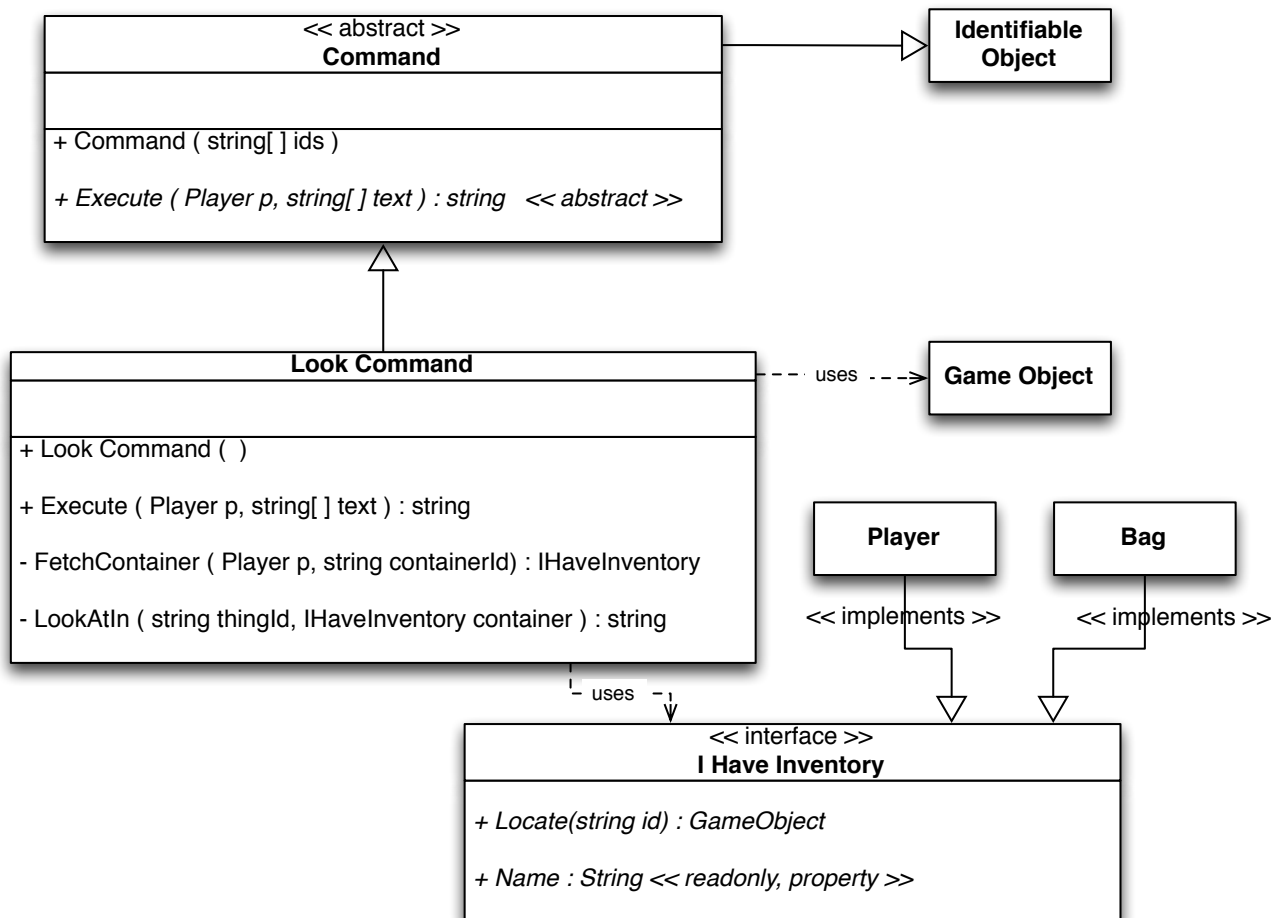 << abstract >>
Command
Identifiable
Object
+ Command ( string[ ] ids )
+ Execute ( Player p, string[ ] text ) : string << abstract >>
Look Command
uses
Game Object
+ Look Command ( )
+ Execute ( Player p, string[ ] text ) : string
- FetchContainer ( Player p, string containerId) : IHaveInventory
- LookAtIn ( string thingId, IHaveInventory container ) : string
Player
Bag
<< implements >>
<< implements >>
uses
<< interface >>
I Have Inventory
+ Locate(string id) : GameObject
+ Name : String << readonly, property >>